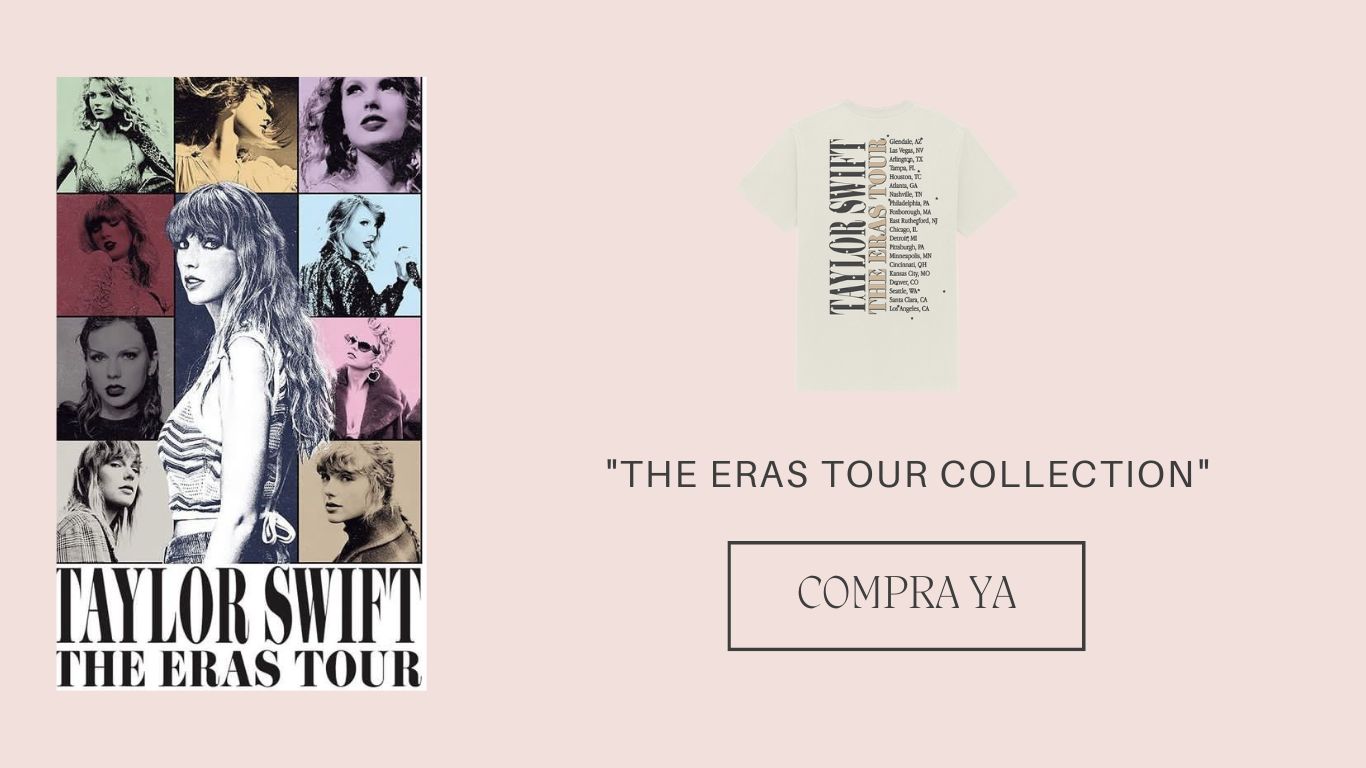 TAYLOR SWIFT
THE ERAS TOUR
TAYLOR SWIFT
THE ERAS TOUR
Glendale, AZ
Las Vegas, NV
Arlington, TX
Tampa, FL
Houston, TC
Atlanta, GA
Nashville, TN
Philadelphia, PA
Foxborough, MA
East Rutherford, NJ
Chicago, IL
Detroit, MI
Pittsburgh, PA
Minneapolis, MN
Cincinnati, OH
Kansas City, MO
Denver, CO
Seattle, WA
Santa Clara, CA
Los Angeles, CA
"THE ERAS TOUR COLLECTION"
COMPRA YA